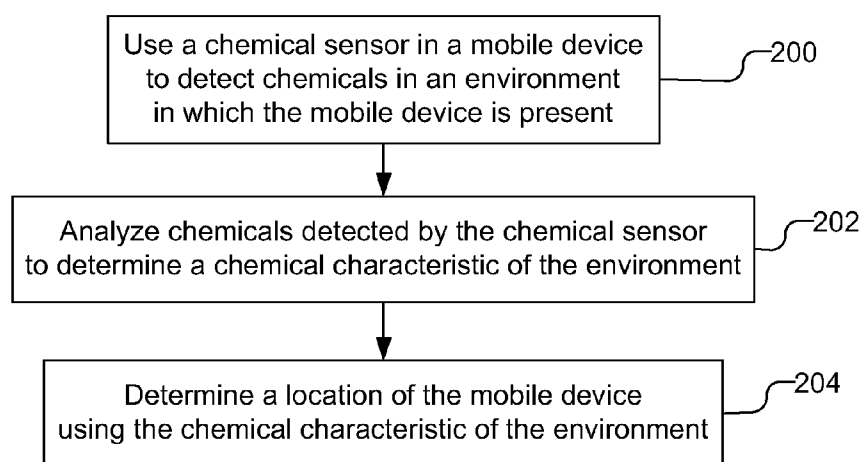 Use a chemical sensor in a mobile device
to detect chemicals in an environment
in which the mobile device is present
200
Analyze chemicals detected by the chemical sensor
to determine a chemical characteristic of the environment
202
Determine a location of the mobile device
using the chemical characteristic of the environment
204